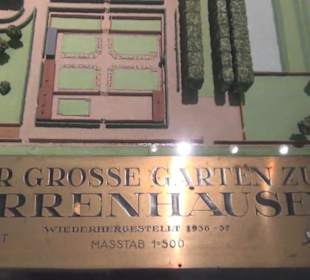 R GROSSE GARTEN ZU
RRENHAUSE
WIEDERHERGESTELLT 1936-37
T
MASSTAB 1=500